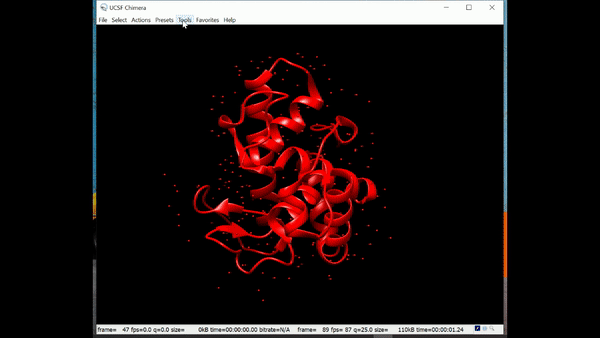 UCSF Chimera
File Select Actions Presets Tools Favorites Help
frame= 47 fps=0.0 q=0.0 size= 0kB time=00:00:00.00 bitrate=N/A frame= 89 fps= 87 q=25.0 size= 110kB time=00:00:01.24